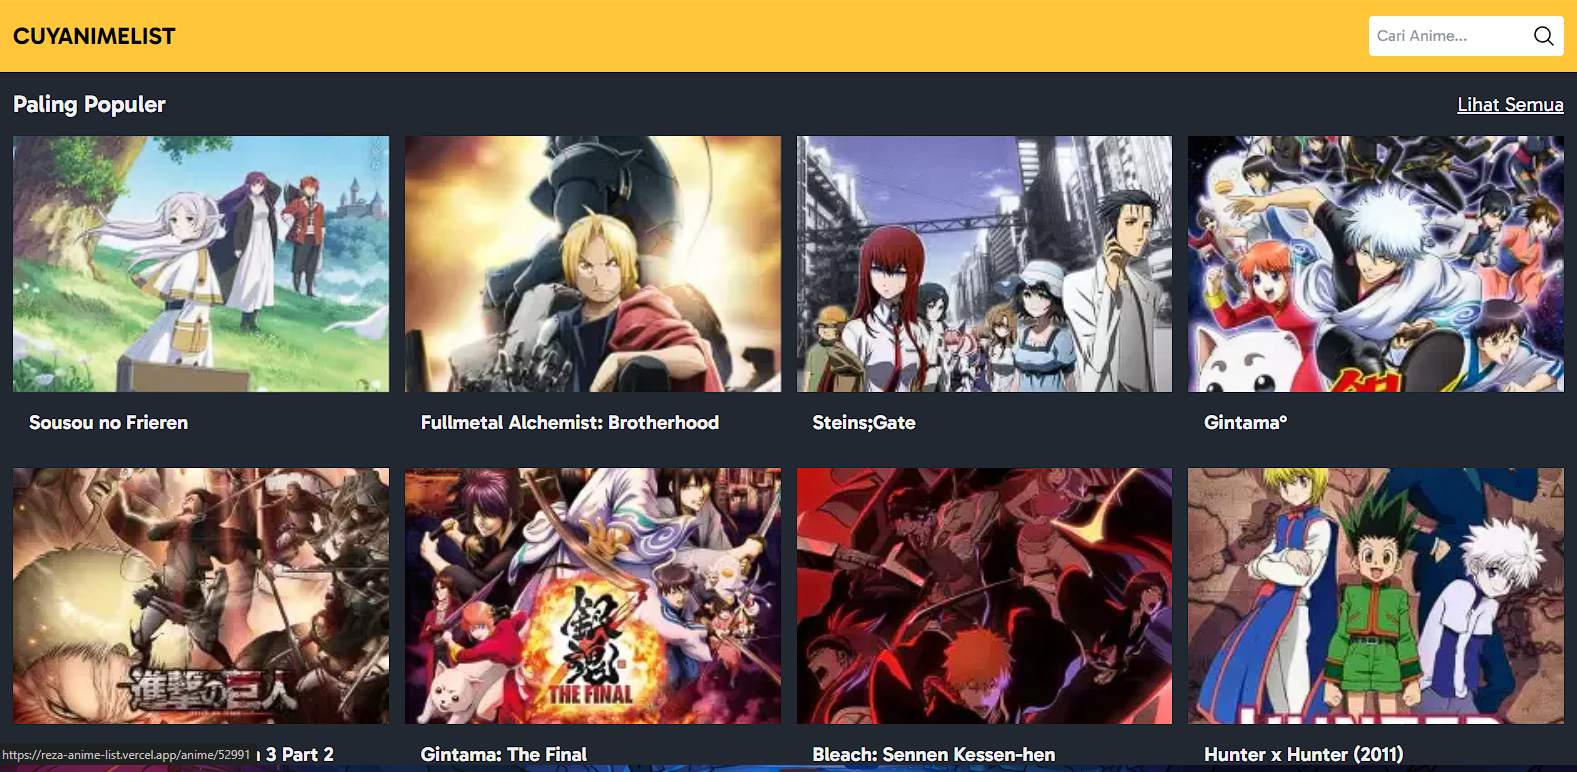 CUYANIMELIST
Cari Anime...
Paling Populer
Lihat Semua
Sousou no Frieren
Fullmetal Alchemist: Brotherhood
Steins;Gate
Gintama°
進撃の巨人
銀魂
THE FINAL
3 Part 2
Gintama: The Final
Bleach: Sennen Kessen-hen
Hunter x Hunter (2011)
https://reza-anime-list.vercel.app/anime/52991